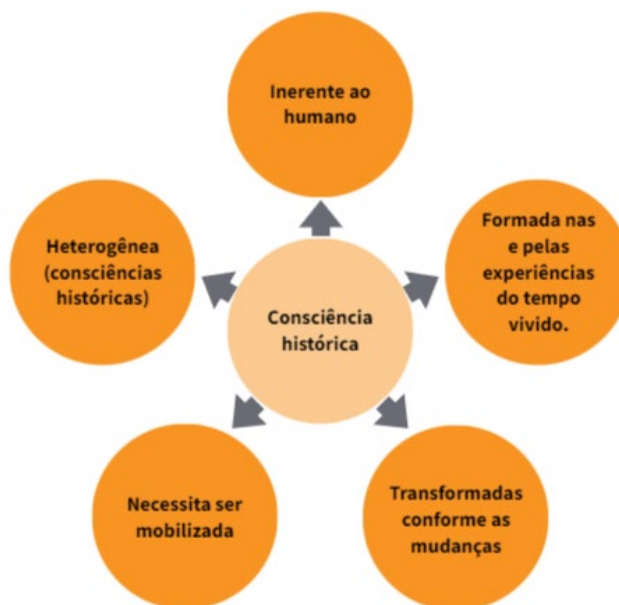 Inerente ao
humano
Heterogênea
(consciências
históricas)
Formada nas
e pelas
experiências
do tempo
vivido.
Consciência
histórica
Necessita ser
mobilizada
Transformadas
conforme as
mudanças